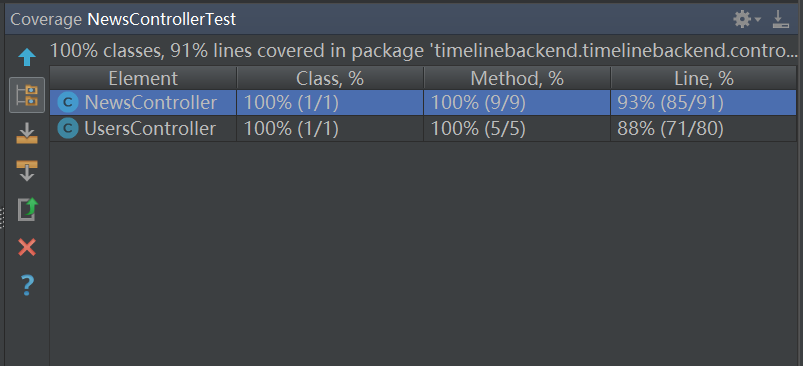 Coverage NewsControllerTest
100% classes, 91% lines covered in package 'timelinebackend.timelinebackend.contro...
Element Class, % Method, % Line, %
C NewsController 100% (1/1) 100% (9/9) 93% (85/91)
C UsersController 100% (1/1) 100% (5/5) 88% (71/80)
?